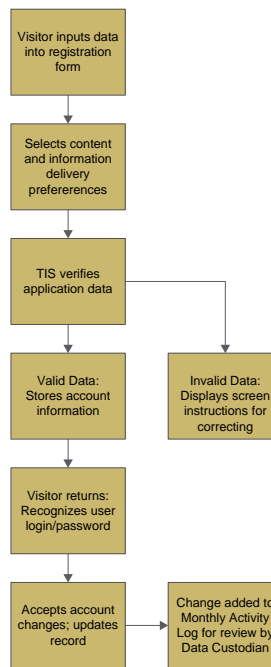 Visitor inputs data
into registration
form
Selects content
and information
delivery
prefererences
TIS verifies
application data
Valid Data:
Stores account
information
Invalid Data:
Displays screen
instructions for
correcting
Visitor returns:
Recognizes user
login/password
Accepts account
changes; updates
record
Change added to
Monthly Activity
Log for review by
Data Custodian